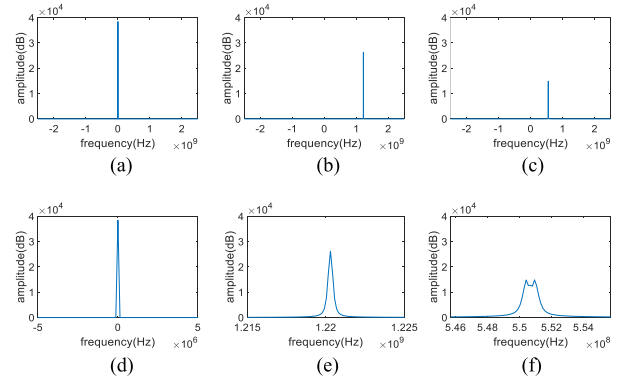 ×10^4
×10^4
×10^4
amplitude(dB)
amplitude(dB)
amplitude(dB)
4
3
2
1
0
4
3
2
1
0
4
3
2
1
0
-2 -1 0 1 2
-2 -1 0 1 2
-2 -1 0 1 2
frequency(Hz) ×10^9
frequency(Hz) ×10^9
frequency(Hz) ×10^9
(a) (b) (c)
×10^4
×10^4
×10^4
amplitude(dB)
amplitude(dB)
amplitude(dB)
4
3
2
1
0
4
3
2
1
0
4
3
2
1
0
-5 0 5
1.215 1.22 1.225
5.46 5.48 5.5 5.52 5.54
frequency(Hz) ×10^6
frequency(Hz) ×10^9
frequency(Hz) ×10^8
(d) (e) (f)